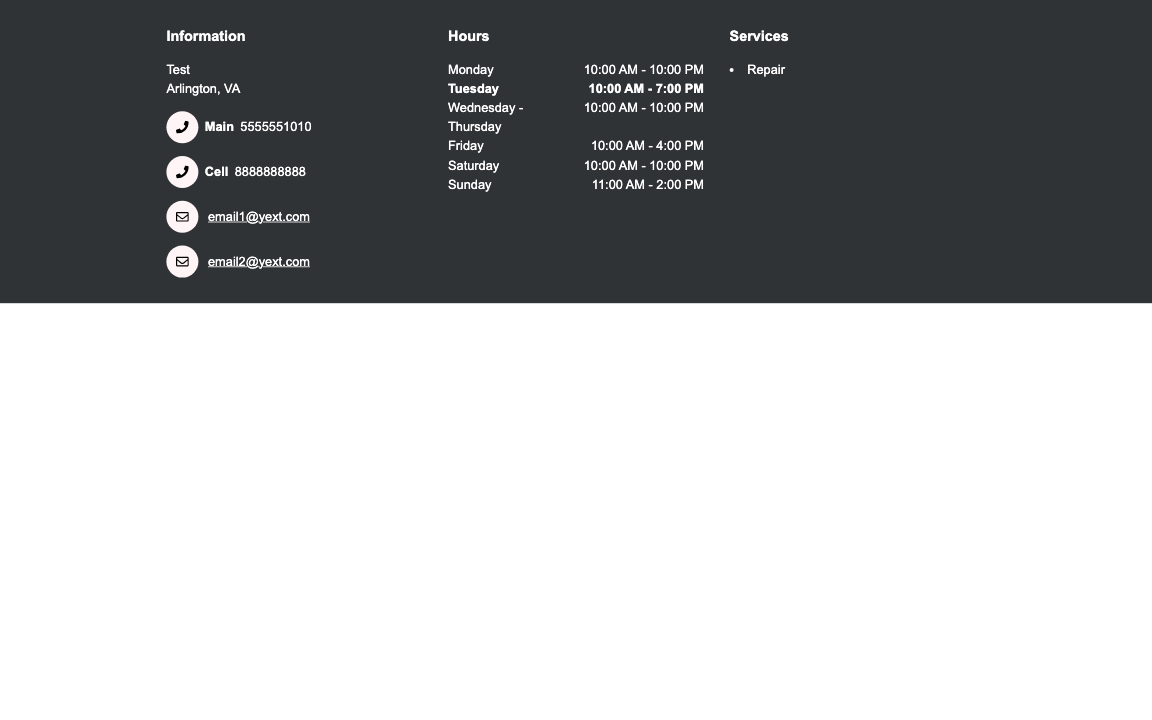 Information
Test
Arlington, VA
Main 5555551010
Cell 8888888888
email1@yext.com
email2@yext.com
Hours
Monday 10:00 AM - 10:00 PM
Tuesday 10:00 AM - 7:00 PM
Wednesday - 10:00 AM - 10:00 PM
Thursday
Friday 10:00 AM - 4:00 PM
Saturday 10:00 AM - 10:00 PM
Sunday 11:00 AM - 2:00 PM
Services
• Repair